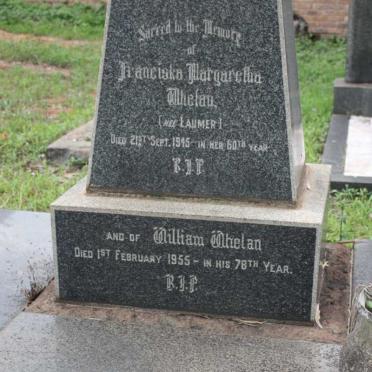 Sacred to the Memory
of
Franciska Margaretha
Whelan,
(NEE LAUMER)
DIED 21ST SEPT. 1945 - IN HER 60TH YEAR
R.I.P
AND OF William Whelan
DIED 1ST FEBRUARY 1955 - IN HIS 78TH YEAR.
R.I.P